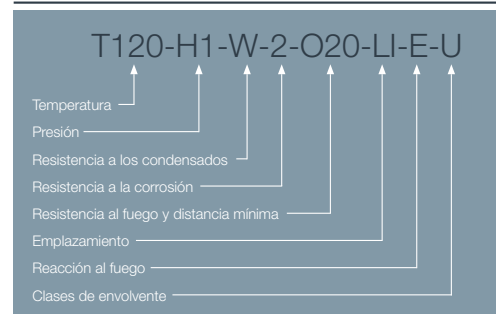 T120-H1-W-2-O20-LI-E-U
Temperatura
Presión
Resistencia a los condensados
Resistencia a la corrosión
Resistencia al fuego y distancia mínima
Emplazamiento
Reacción al fuego
Clases de envolvente